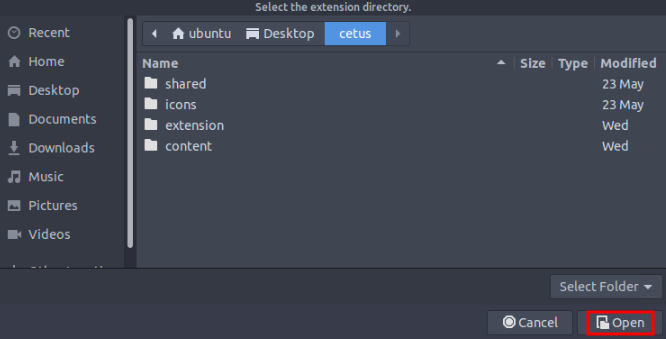 Select the extension directory.
Recent
Home
Desktop
Documents
Downloads
Music
Pictures
Videos
ubuntu Desktop cetus
Name Size Type Modified
shared 23 May
icons 23 May
extension Wed
content Wed
Select Folder
Cancel Open